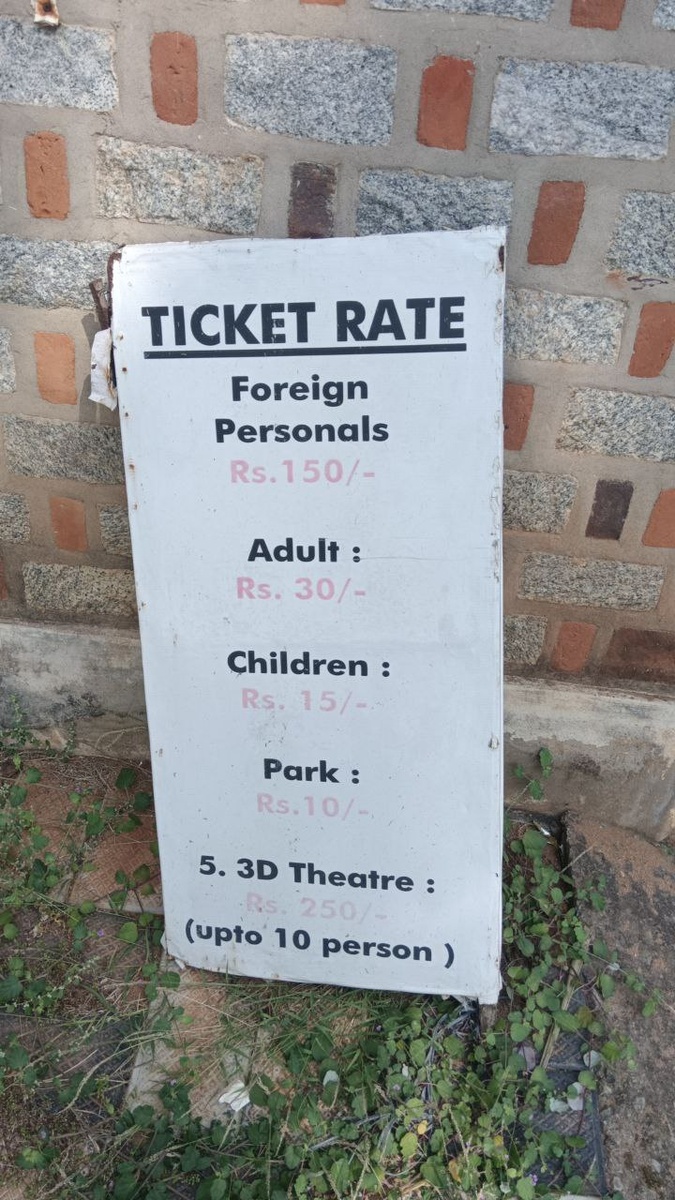 TICKET RATE
Foreign
Personals
Rs.150/-
Adult :
Rs. 30/-
Children :
Rs. 15/-
Park :
Rs.10/-
5. 3D Theatre :
Rs. 250/-
(upto 10 person )